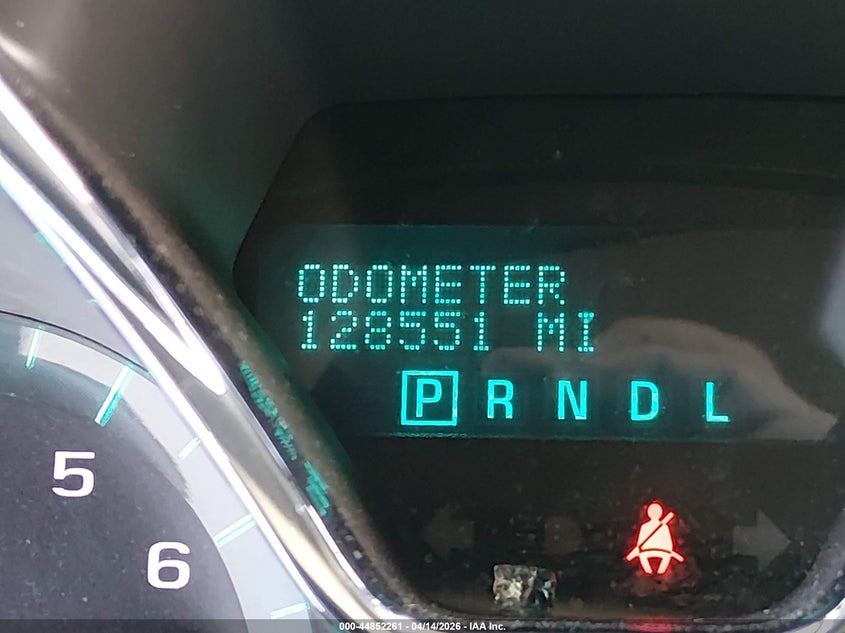 ODOMETER
128551 MI
P R N D L
5
6
000-44852261 - 04/14/2026 - IAA Inc.